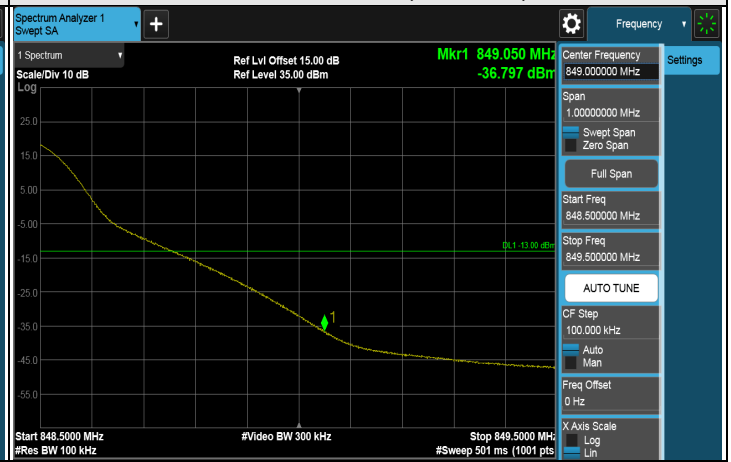 Spectrum Analyzer 1
Swept SA
Frequency
1 Spectrum
Scale/Div 10 dB
Log
Ref Lvl Offset 15.00 dB
Ref Level 35.00 dBm
Mkr1 849.050 MHz
-36.797 dBm
25.0
15.0
5.00
-5.00
-15.0
-25.0
-35.0
-45.0
-55.0
DL1 -13.00 dBm
1
Start 848.5000 MHz
#Res BW 100 kHz
#Video BW 300 kHz
Stop 849.5000 MHz
#Sweep 501 ms (1001 pts
Center Frequency
849.000000 MHz
Settings
Span
1.00000000 MHz
Swept Span
Zero Span
Full Span
Start Freq
848.500000 MHz
Stop Freq
849.500000 MHz
AUTO TUNE
CF Step
100.000 kHz
Auto
Man
Freq Offset
0 Hz
X Axis Scale
Log
Lin